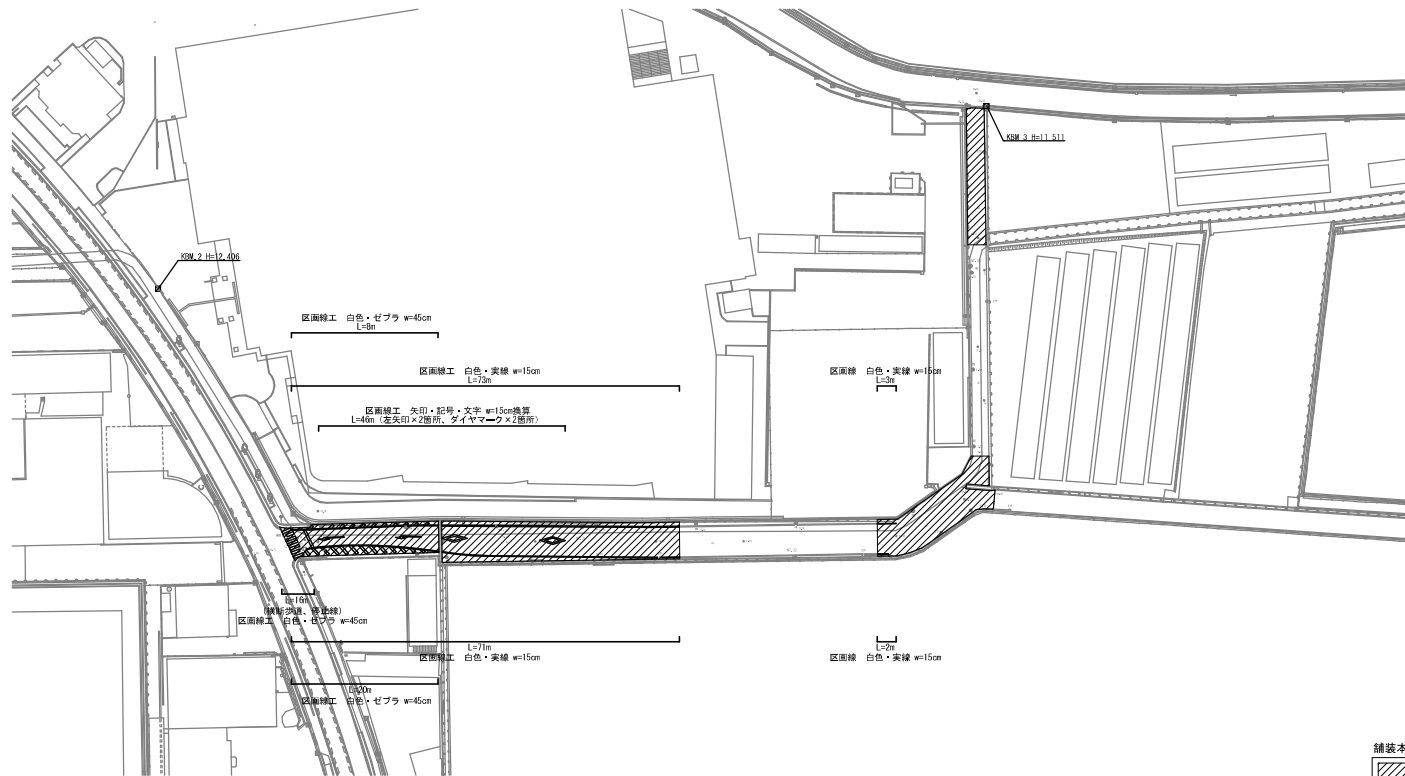 KBM.3 H=11.511
KBM.2 H=12.406
区画線工　白色・ゼブラ w=45cm
L=8m
区画線工　白色・実線 w=15cm
L=73m
区画線　白色・実線 w=15cm
L=3m
区画線工　矢印・記号・文字 w=15cm換算
L=46m（左矢印×2箇所、ダイヤマーク×2箇所）
L=16m
(横断歩道、停止線)
区画線工　白色・ゼブラ w=45cm
L=71m
区画線工　白色・実線 w=15cm
L=2m
区画線　白色・実線 w=15cm
L=20m
区画線工　白色・ゼブラ w=45cm
舗装本